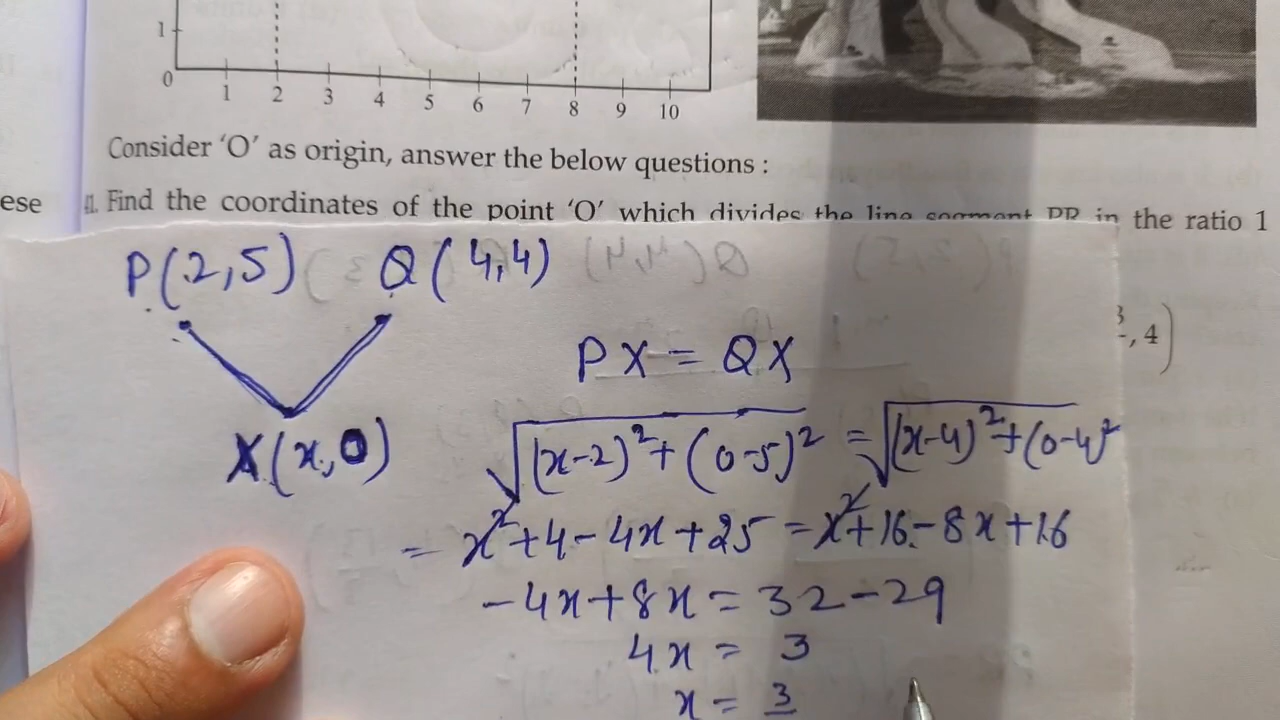 1
0
1 2 3 4 5 6 7 8 9 10
Consider 'O' as origin, answer the below questions :
ese
Find the coordinates of the point 'O' which divides the line segment PR in the ratio 1
P(2,5) Q(4,4)
, 4)
PX = QX
X(x,0)
√(x-2)²+(0-5)² = √(x-4)²+(0-4)²
= x²+4-4x+25 = x²+16-8x+16
-4x+8x = 32-29
4x = 3
x = 3